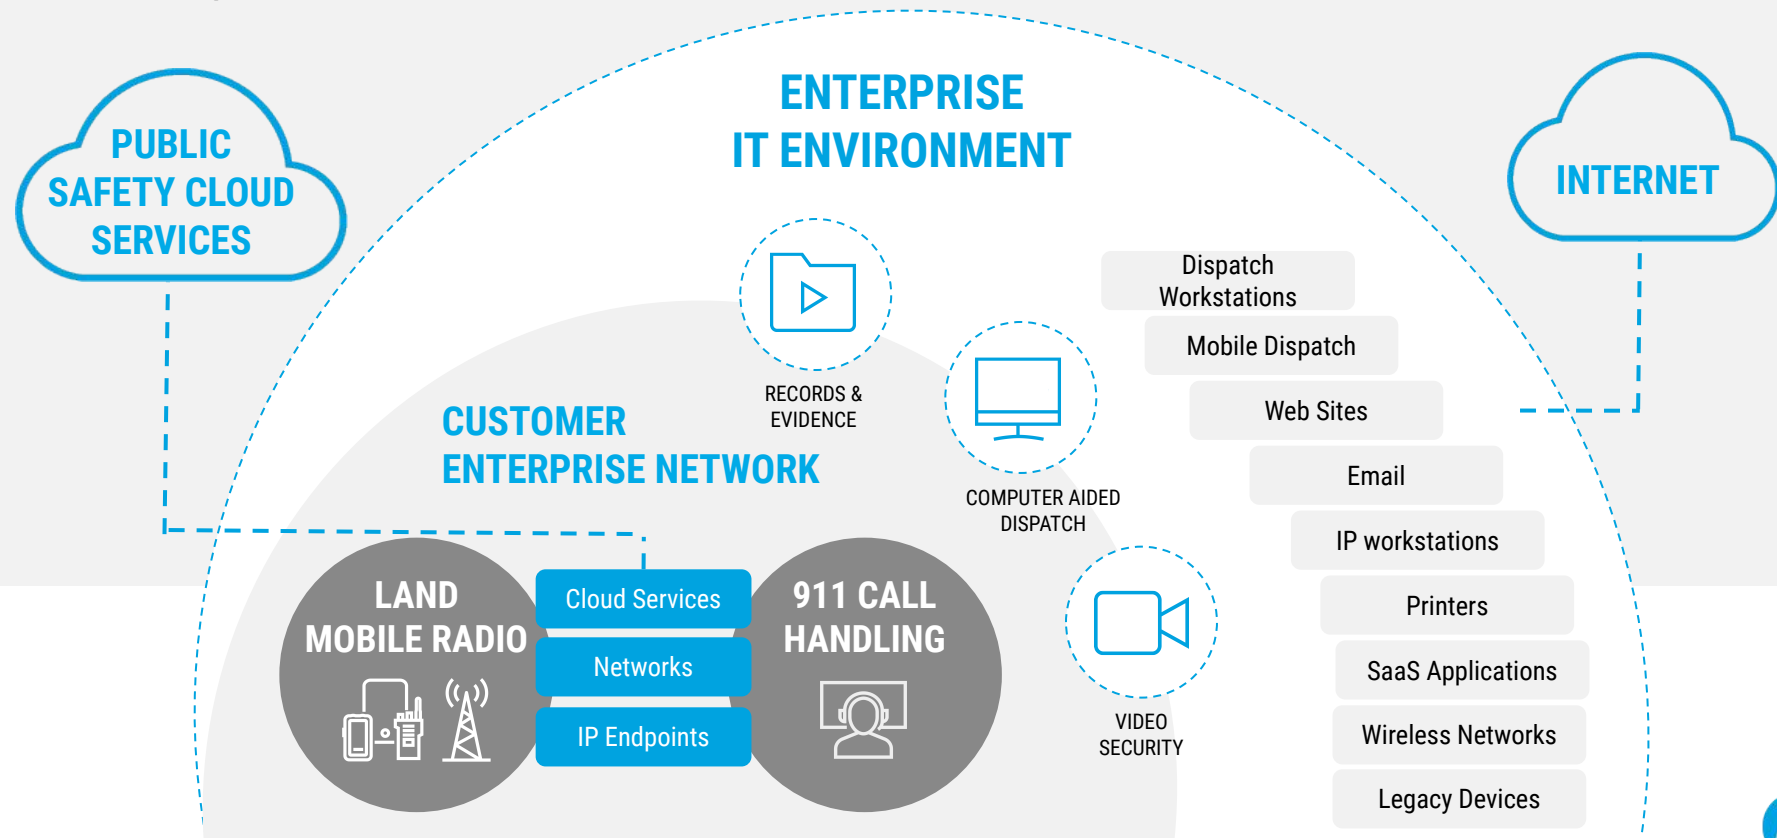 ENTERPRISE
IT ENVIRONMENT
PUBLIC
SAFETY CLOUD
SERVICES
INTERNET
Dispatch
Workstations
Mobile Dispatch
Web Sites
Email
IP workstations
Printers
SaaS Applications
Wireless Networks
Legacy Devices
RECORDS &
EVIDENCE
COMPUTER AIDED
DISPATCH
VIDEO
SECURITY
CUSTOMER
ENTERPRISE NETWORK
LAND
MOBILE RADIO
Cloud Services
Networks
IP Endpoints
911 CALL
HANDLING